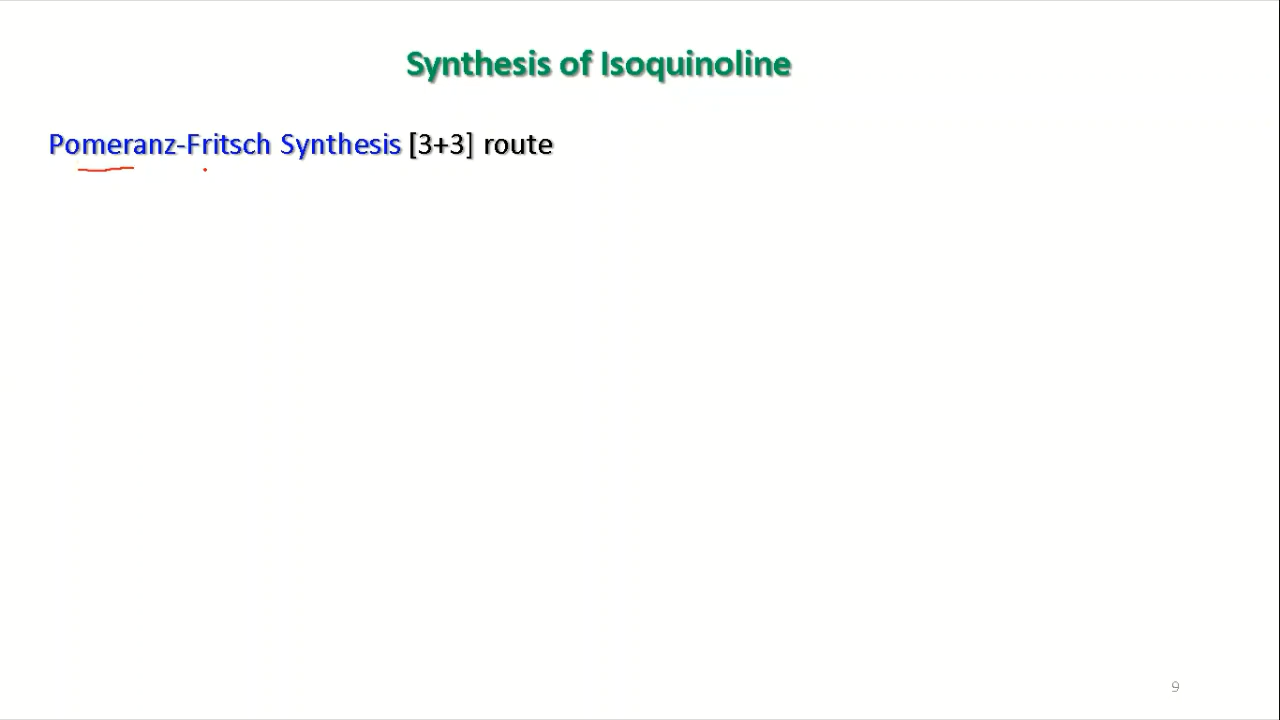 Synthesis of Isoquinoline
Pomeranz-Fritsch Synthesis [3+3] route
9